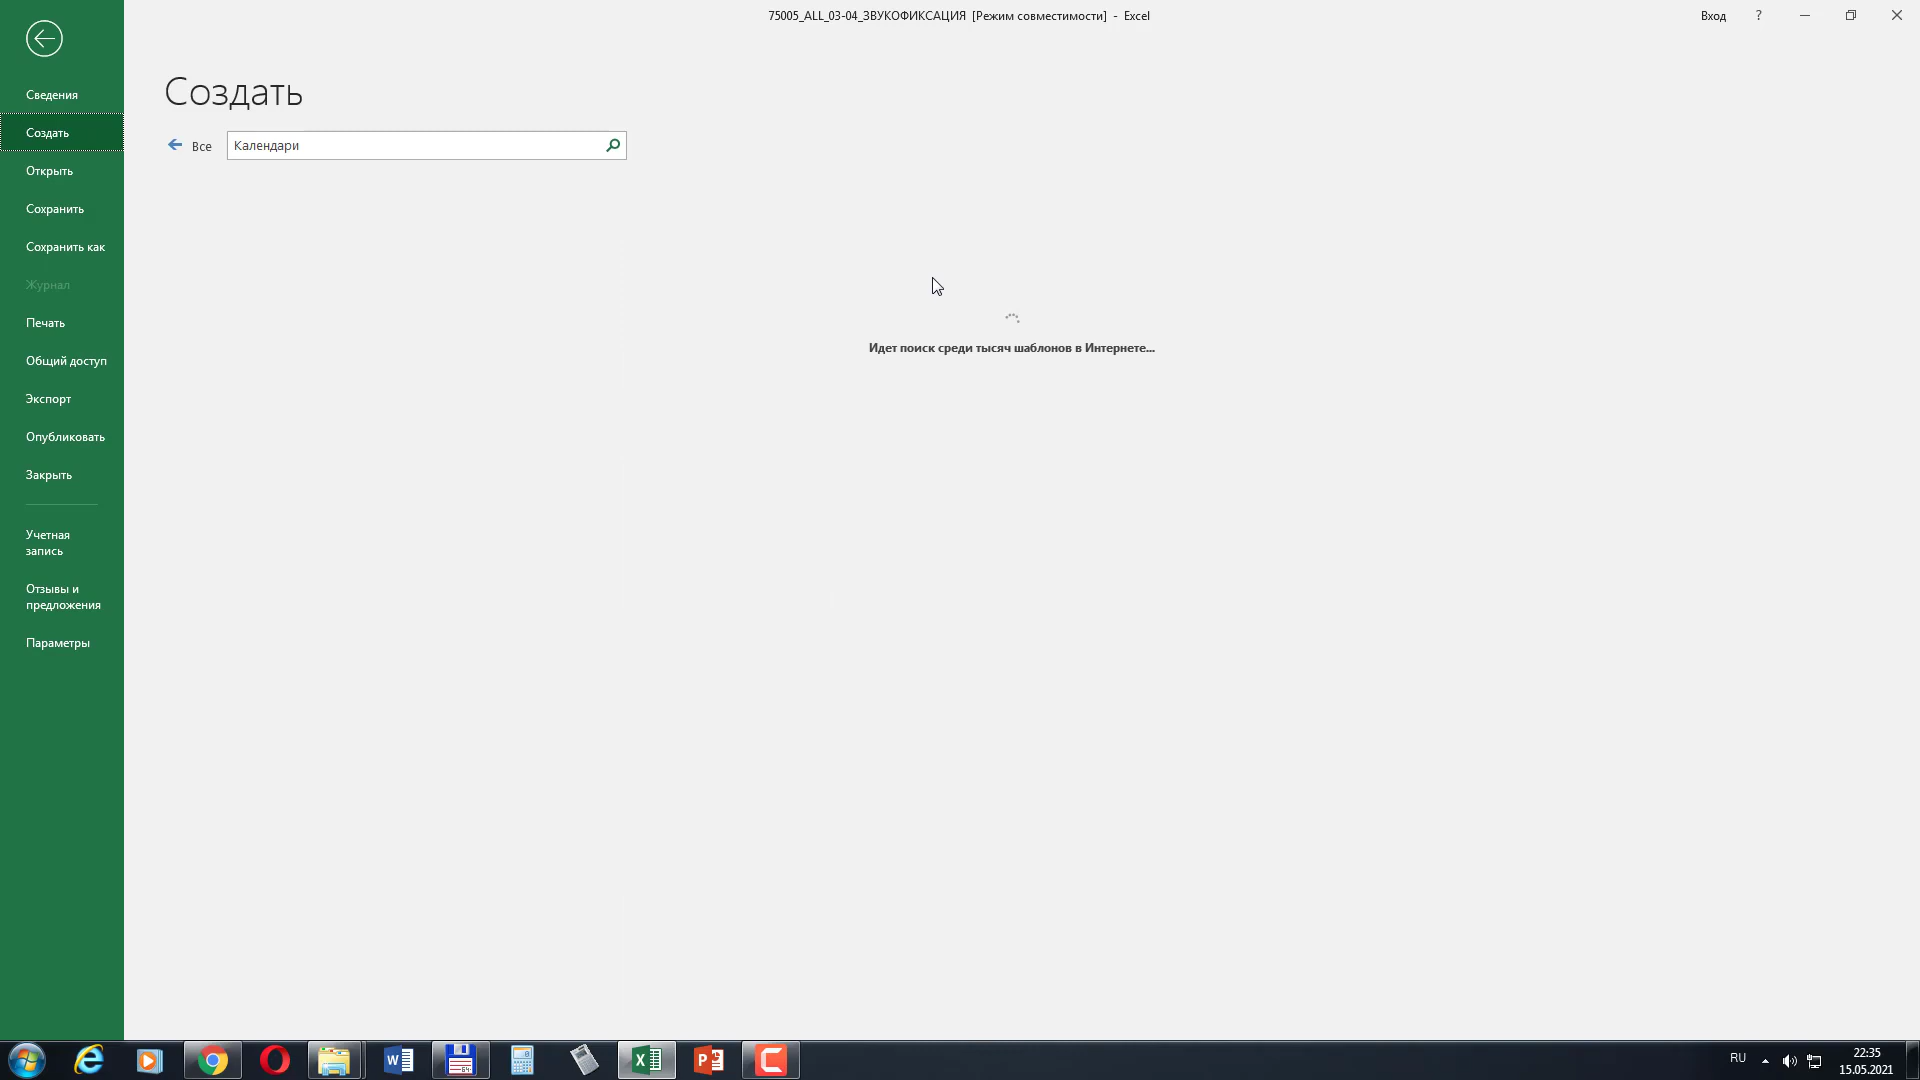 75005_ALL_03-04_ЗВУКОФИКСАЦИЯ [Режим совместимости] - Excel
Вход
?
Создать
Все
Календари
Идет поиск среди тысяч шаблонов в Интернете...
Сведения
Создать
Открыть
Сохранить
Сохранить как
Журнал
Печать
Общий доступ
Экспорт
Опубликовать
Закрыть
Учетная
запись
Отзывы и
предложения
Параметры
RU
22:35
15.05.2021